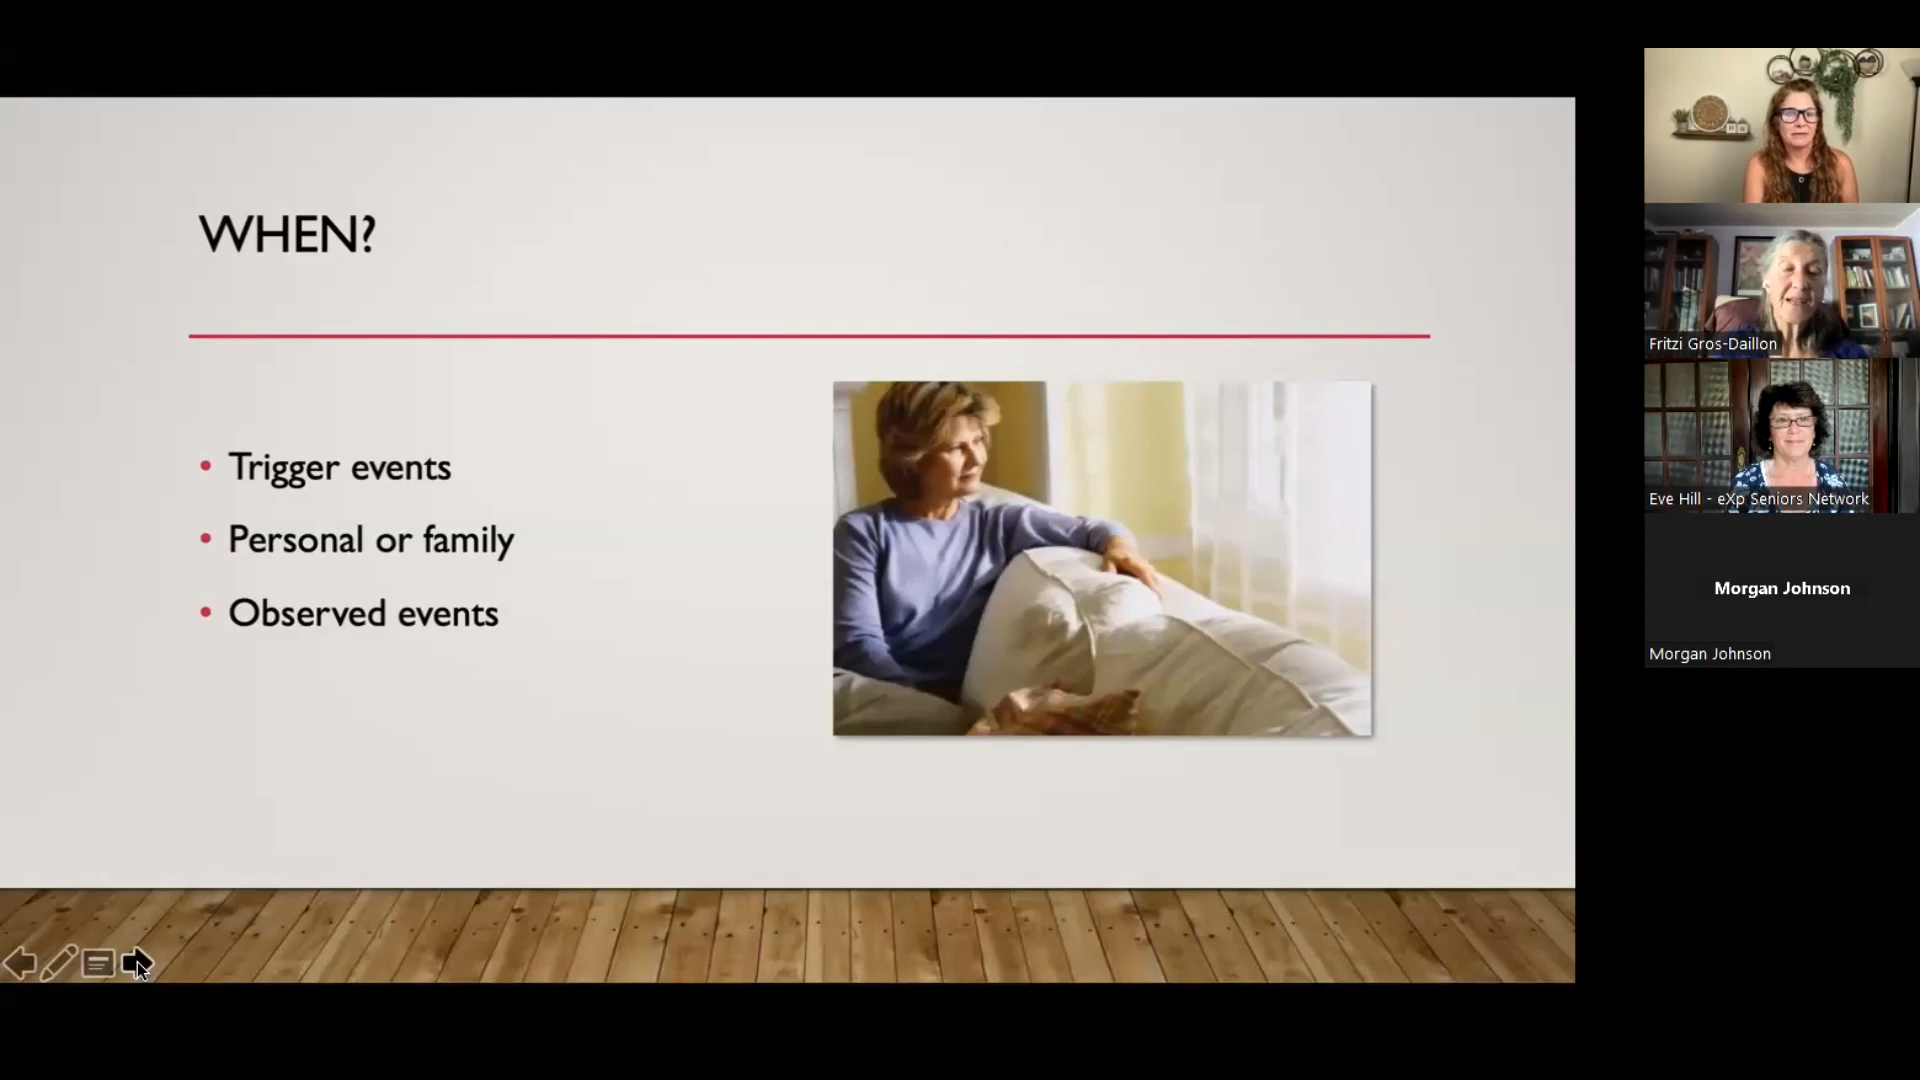 WHEN?
Trigger events
Personal or family
Observed events
Fritzi Gros-Daillon
Eve Hill - eXp Seniors Network
Morgan Johnson
Morgan Johnson